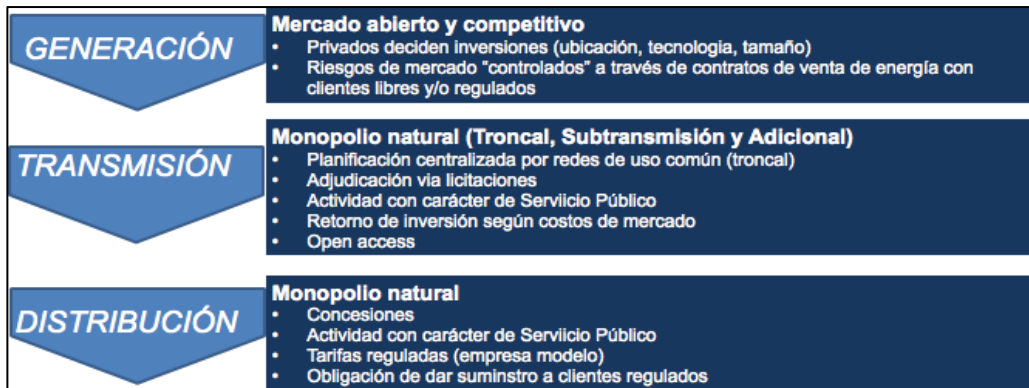 GENERACIÓN
Mercado abierto y competitivo
• Privados deciden inversiones (ubicación, tecnologia, tamaño)
• Riesgos de mercado "controlados" a través de contratos de venta de energía con
clientes libres y/o regulados
TRANSMISIÓN
Monopolio natural (Troncal, Subtransmisión y Adicional)
• Planificación centralizada por redes de uso común (troncal)
• Adjudicación via licitaciones
• Actividad con carácter de Serviicio Público
• Retorno de inversión según costos de mercado
• Open access
DISTRIBUCIÓN
Monopolio natural
• Concesiones
• Actividad con carácter de Serviicio Público
• Tarifas reguladas (empresa modelo)
• Obligación de dar suminstro a clientes regulados